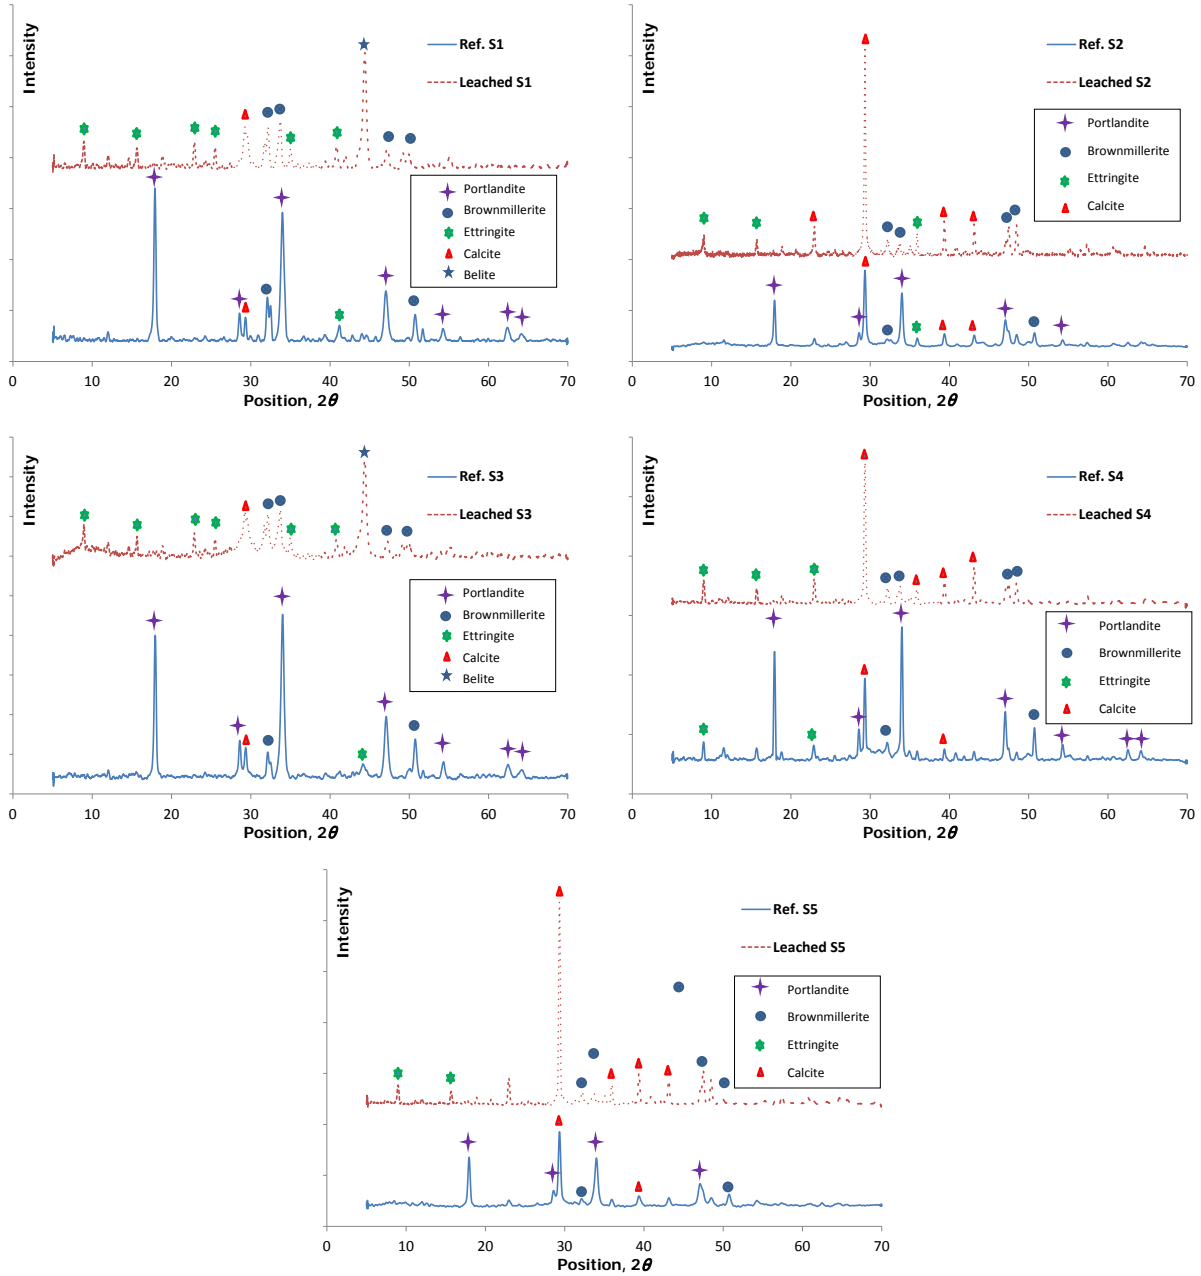 Intensity
Ref. S1
Leached S1
Portlandite
Brownmillerite
Ettringite
Calcite
Belite
0 10 20 30 40 50 60 70
Position, 2θ
Intensity
Ref. S2
Leached S2
Portlandite
Brownmillerite
Ettringite
Calcite
0 10 20 30 40 50 60 70
Position, 2θ
Intensity
Ref. S3
Leached S3
Portlandite
Brownmillerite
Ettringite
Calcite
Belite
0 10 20 30 40 50 60 70
Position, 2θ
Intensity
Ref. S4
Leached S4
Portlandite
Brownmillerite
Ettringite
Calcite
0 10 20 30 40 50 60 70
Position, 2θ
Intensity
Ref. S5
Leached S5
Portlandite
Brownmillerite
Ettringite
Calcite
0 10 20 30 40 50 60 70
Position, 2θ